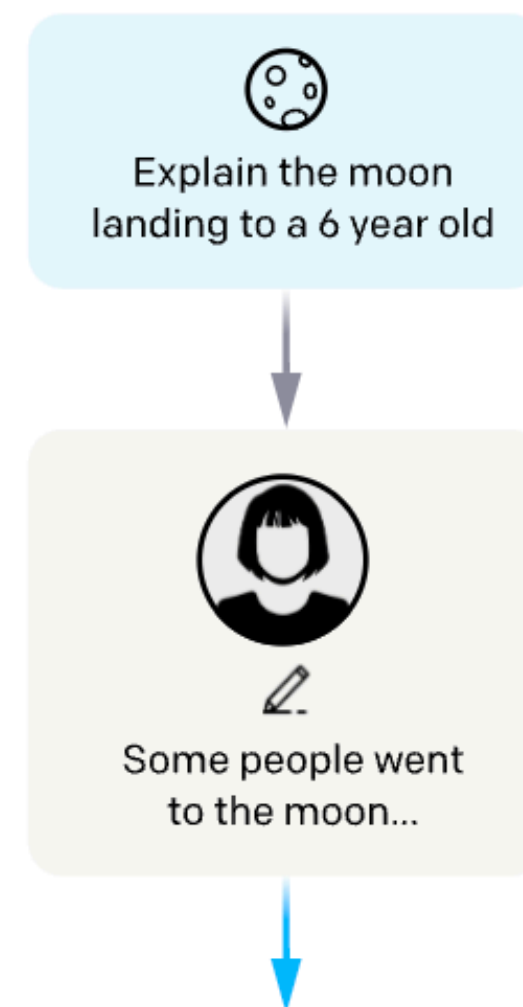 Explain the moon
landing to a 6 year old
Some people went
to the moon...